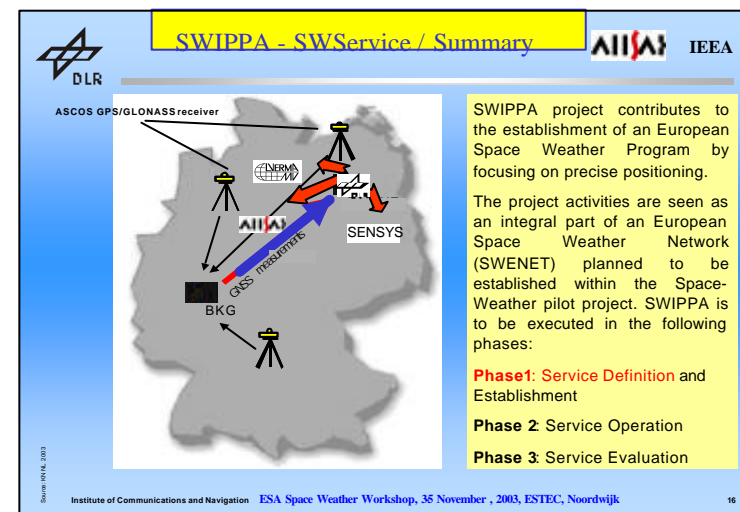 SWIPPA - SWService / Summary
ALLSAT
IEEA
DLR
ASCOS GPS/GLONASS receiver
LVERMA
MV
ALLSAT
SENSYS
GNSS measurements
BKG
SWIPPA project contributes to
the establishment of an European
Space Weather Program by
focusing on precise positioning.
The project activities are seen as
an integral part of an European
Space Weather Network
(SWENET) planned to be
established within the Space-
Weather pilot project. SWIPPA is
to be executed in the following
phases:
Phase1: Service Definition and
Establishment
Phase 2: Service Operation
Phase 3: Service Evaluation
Source: KN NL 2003
Institute of Communications and Navigation ESA Space Weather Workshop, 35 November , 2003, ESTEC, Noordwijk 16